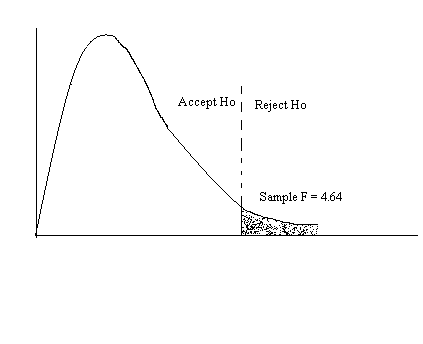 Accept Ho
Reject Ho
Sample F = 4.64